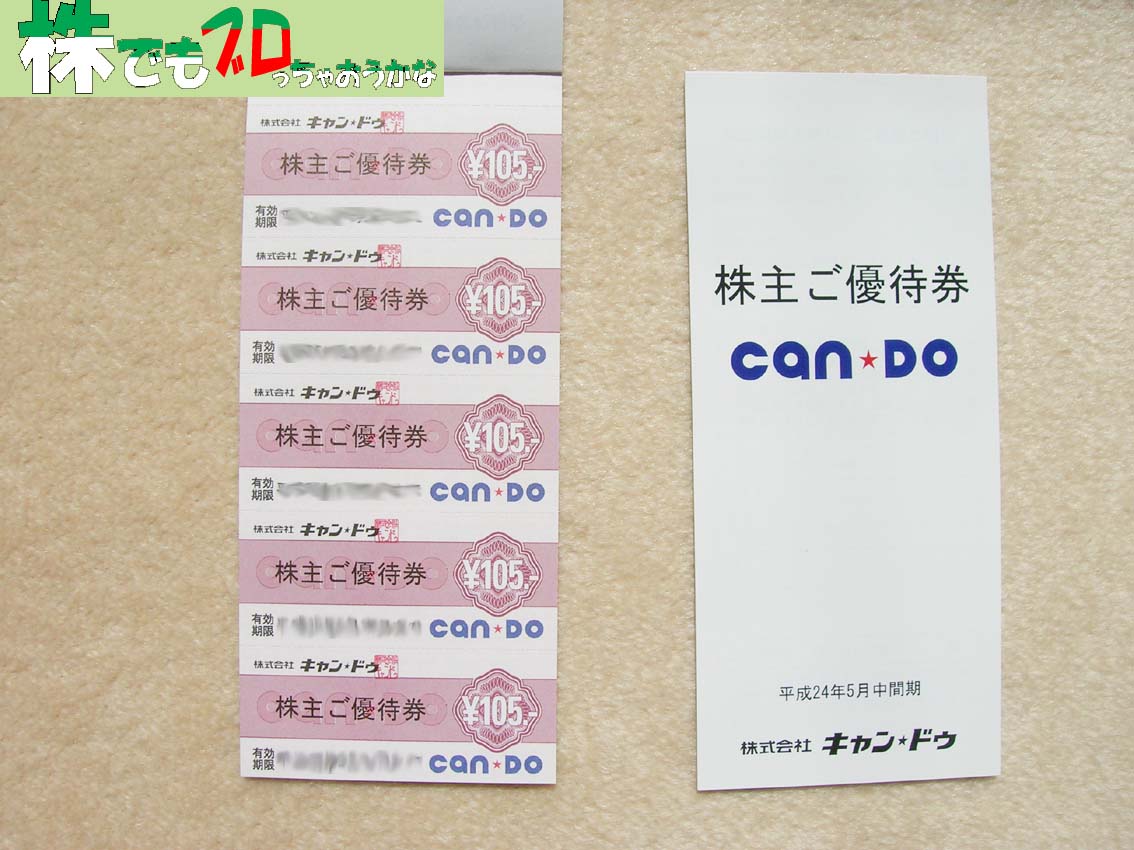 株でもブロ
っちゃおうかな
株式会社 キャン★ドゥ
株主ご優待券 ¥105.-
有効
期限
can★DO
株式会社 キャン★ドゥ
株主ご優待券 ¥105.-
有効
期限
can★DO
株式会社 キャン★ドゥ
株主ご優待券 ¥105.-
有効
期限
can★DO
株式会社 キャン★ドゥ
株主ご優待券 ¥105.-
有効
期限
can★DO
株式会社 キャン★ドゥ
株主ご優待券 ¥105.-
有効
期限
can★DO
株主ご優待券
can★DO
平成24年5月中間期
株式会社 キャン★ドゥ